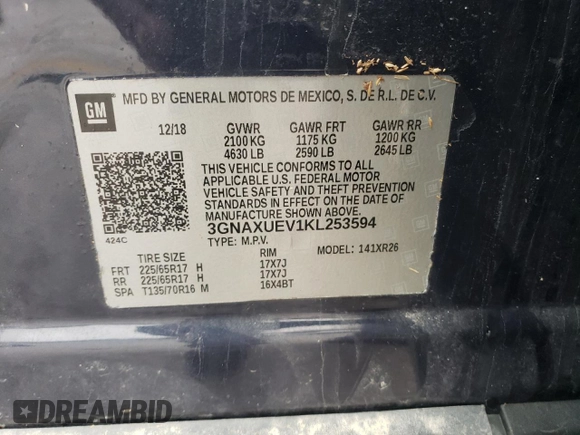 GM MFD BY GENERAL MOTORS DE MEXICO, S. DE R.L. DE C.V.
12/18 GVWR GAWR FRT GAWR RR
2100 KG 1175 KG 1200 KG
4630 LB 2590 LB 2645 LB
THIS VEHICLE CONFORMS TO ALL
APPLICABLE U.S. FEDERAL MOTOR
VEHICLE SAFETY AND THEFT PREVENTION
STANDARDS IN EFFECT ON THE DATE OF
MANUFACTURE SHOWN ABOVE.
424C 3GNAXUEV1KL253594
TYPE: M.P.V. MODEL: 141XR26
TIRE SIZE RIM
FRT 225/65R17 H 17X7J
RR 225/65R17 H 17X7J
SPA T135/70R16 M 16X4BT
DREAMBID